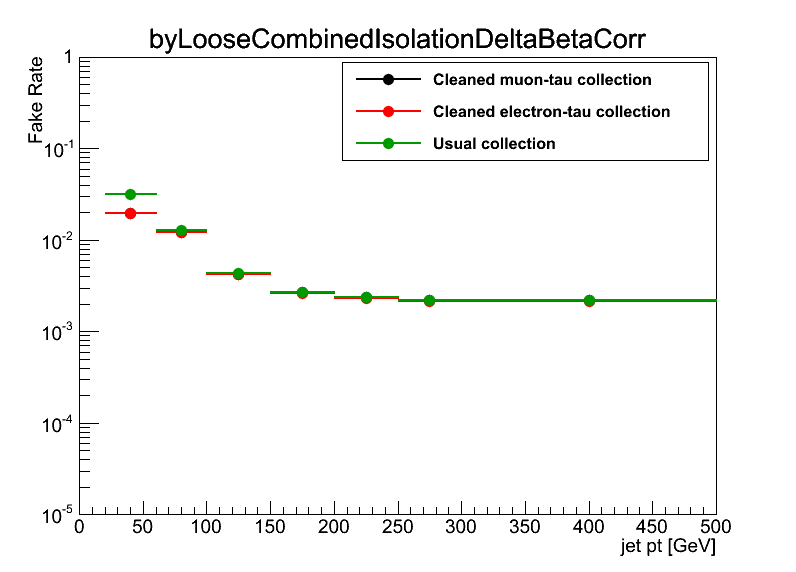 byLooseCombinedIsolationDeltaBetaCorr
Fake Rate
1
10^-1
10^-2
10^-3
10^-4
10^-5
Cleaned muon-tau collection
Cleaned electron-tau collection
Usual collection
0 50 100 150 200 250 300 350 400 450 500
jet pt [GeV]